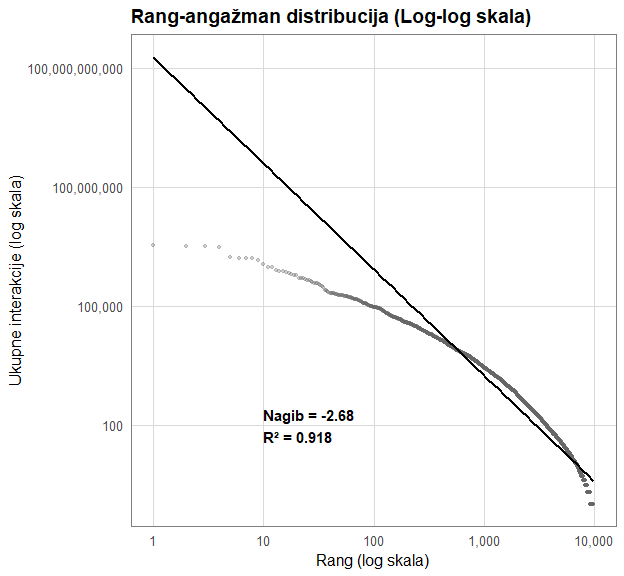 Rang-angažman distribucija (Log-log skala)
Ukupne interakcije (log skala)
100,000,000,000
100,000,000
100,000
100
Nagib = -2.68
R² = 0.918
1 10 100 1,000 10,000
Rang (log skala)